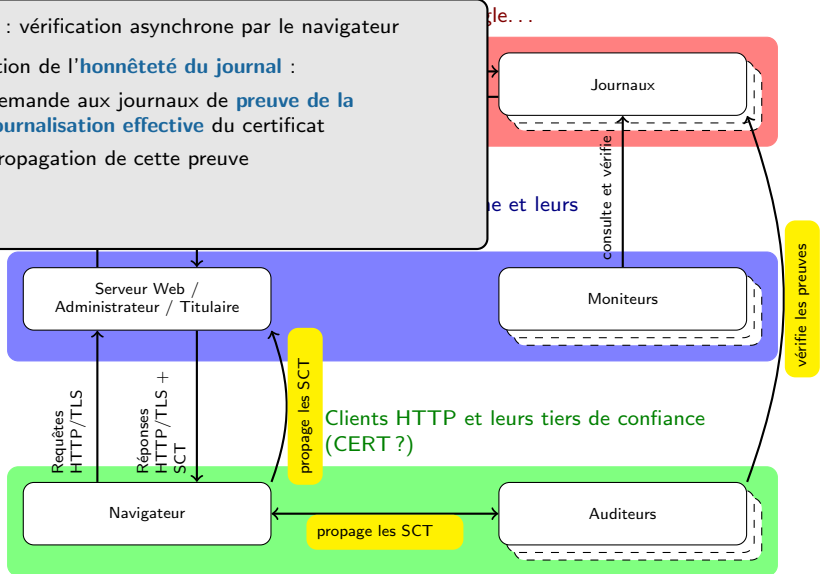 gle...
: vérification asynchrone par le navigateur
tion de l'honnêteté du journal :
emande aux journaux de preuve de la
ournalisation effective du certificat
ropagation de cette preuve
Journaux
consulte et vérifie
e et leurs
Serveur Web /
Administrateur / Titulaire
Moniteurs
vérifie les preuves
Requêtes
HTTP/TLS
Réponses
HTTP/TLS +
SCT
propage les SCT
Clients HTTP et leurs tiers de confiance
(CERT ?)
Navigateur
propage les SCT
Auditeurs